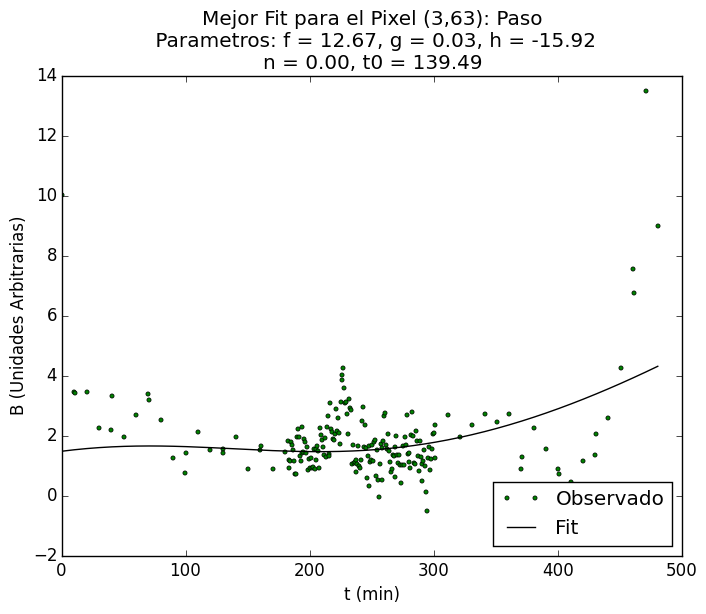 Mejor Fit para el Pixel (3,63): Paso
Parametros: f = 12.67, g = 0.03, h = -15.92
n = 0.00, t0 = 139.49
14
12
10
8
6
4
2
0
−2
B (Unidades Arbitrarias)
Observado
Fit
0 100 200 300 400 500
t (min)